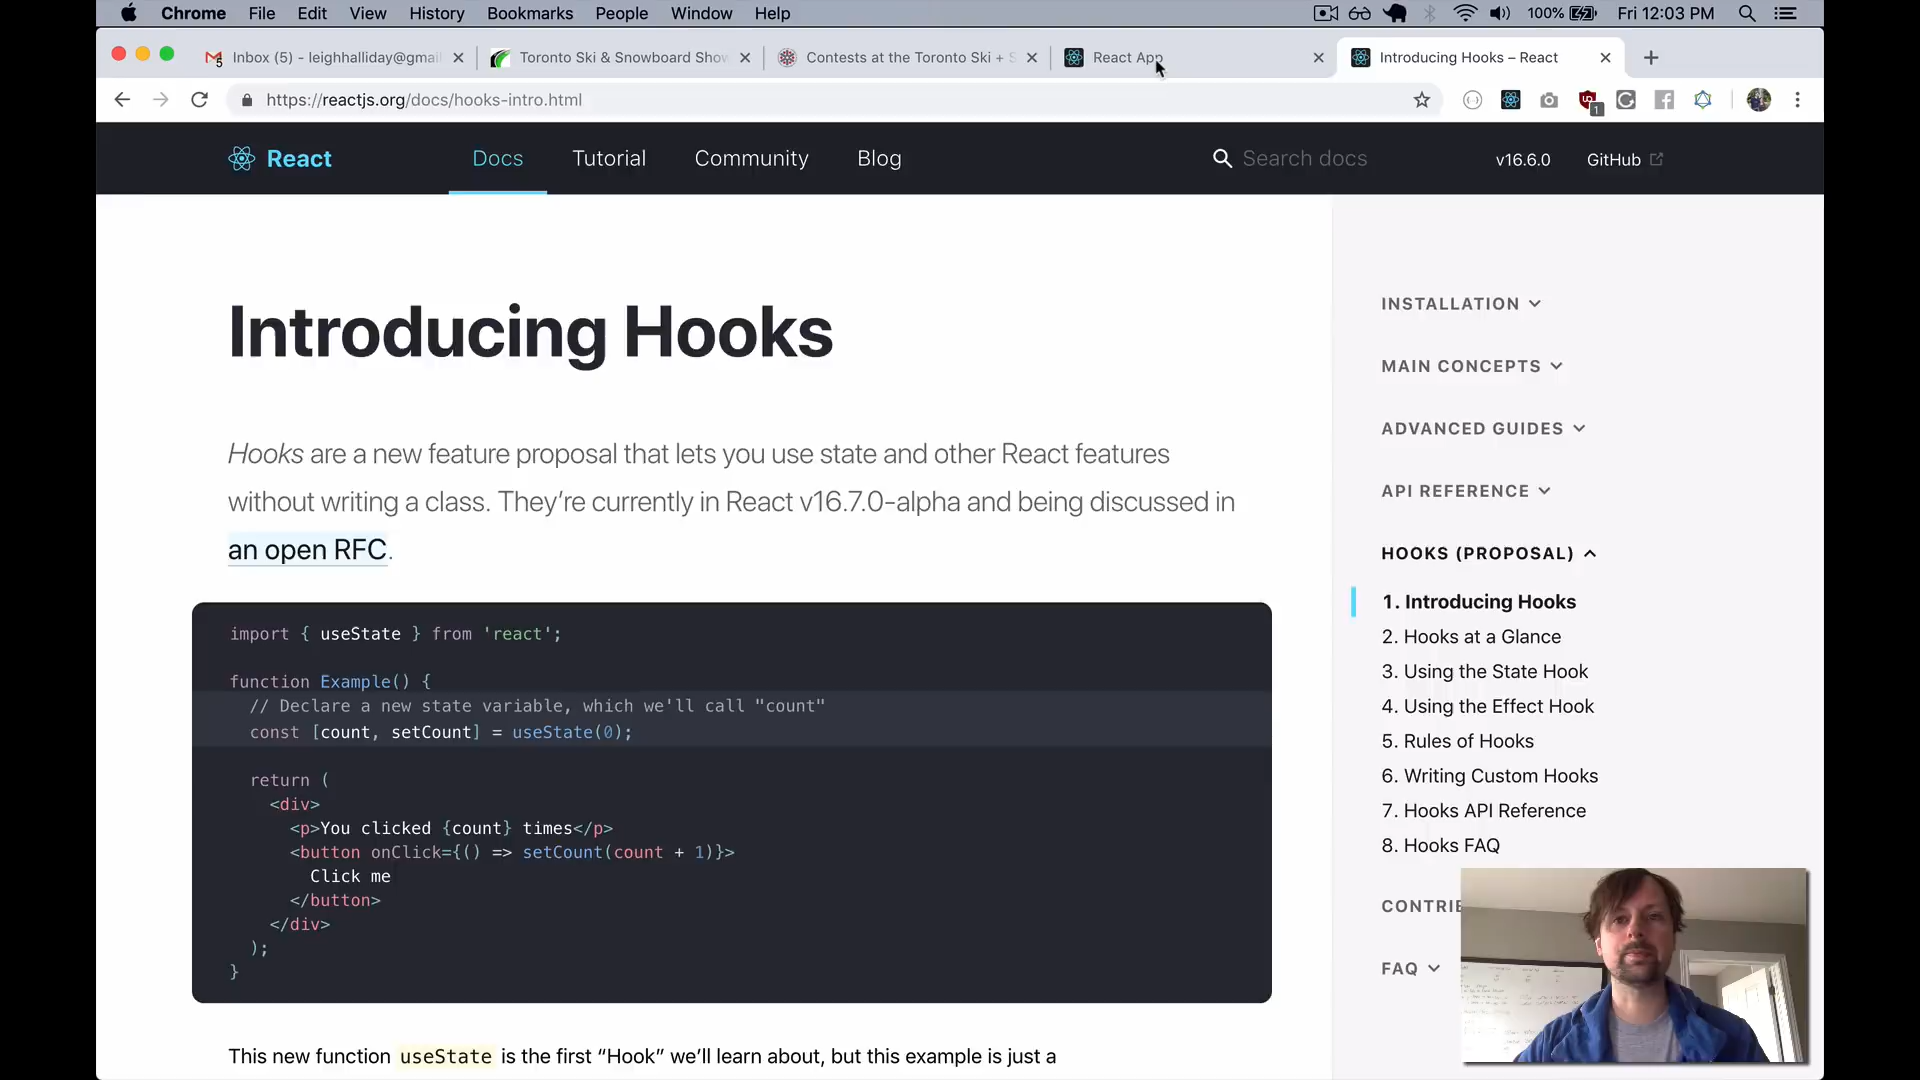 Chrome File Edit View History Bookmarks People Window Help 100% Fri 12:03 PM
Inbox (5) - leighhalliday@gmai Toronto Ski & Snowboard Show Contests at the Toronto Ski + S React App Introducing Hooks – React
https://reactjs.org/docs/hooks-intro.html 1
React Docs Tutorial Community Blog Search docs v16.6.0 GitHub
Introducing Hooks
Hooks are a new feature proposal that lets you use state and other React features
without writing a class. They’re currently in React v16.7.0-alpha and being discussed in
an open RFC.
import { useState } from 'react';
function Example() {
// Declare a new state variable, which we'll call "count"
const [count, setCount] = useState(0);
return (
<div>
<p>You clicked {count} times</p>
<button onClick={() => setCount(count + 1)}>
Click me
</button>
</div>
);
}
This new function useState is the first “Hook” we’ll learn about, but this example is just a
INSTALLATION
MAIN CONCEPTS
ADVANCED GUIDES
API REFERENCE
HOOKS (PROPOSAL)
1. Introducing Hooks
2. Hooks at a Glance
3. Using the State Hook
4. Using the Effect Hook
5. Rules of Hooks
6. Writing Custom Hooks
7. Hooks API Reference
8. Hooks FAQ
CONTRIB
FAQ